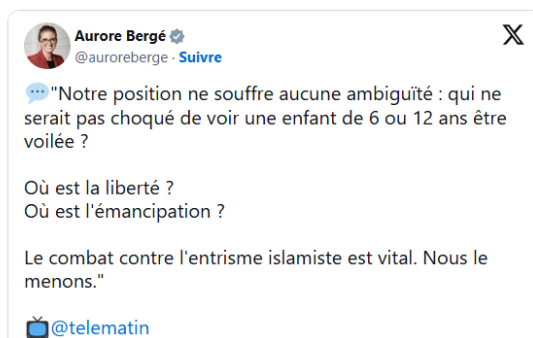 Aurore Bergé
@auroreberge · Suivre
"Notre position ne souffre aucune ambiguïté : qui ne
serait pas choqué de voir une enfant de 6 ou 12 ans être
voilée ?
Où est la liberté ?
Où est l'émancipation ?
Le combat contre l'entrisme islamiste est vital. Nous le
menons."
@telematin